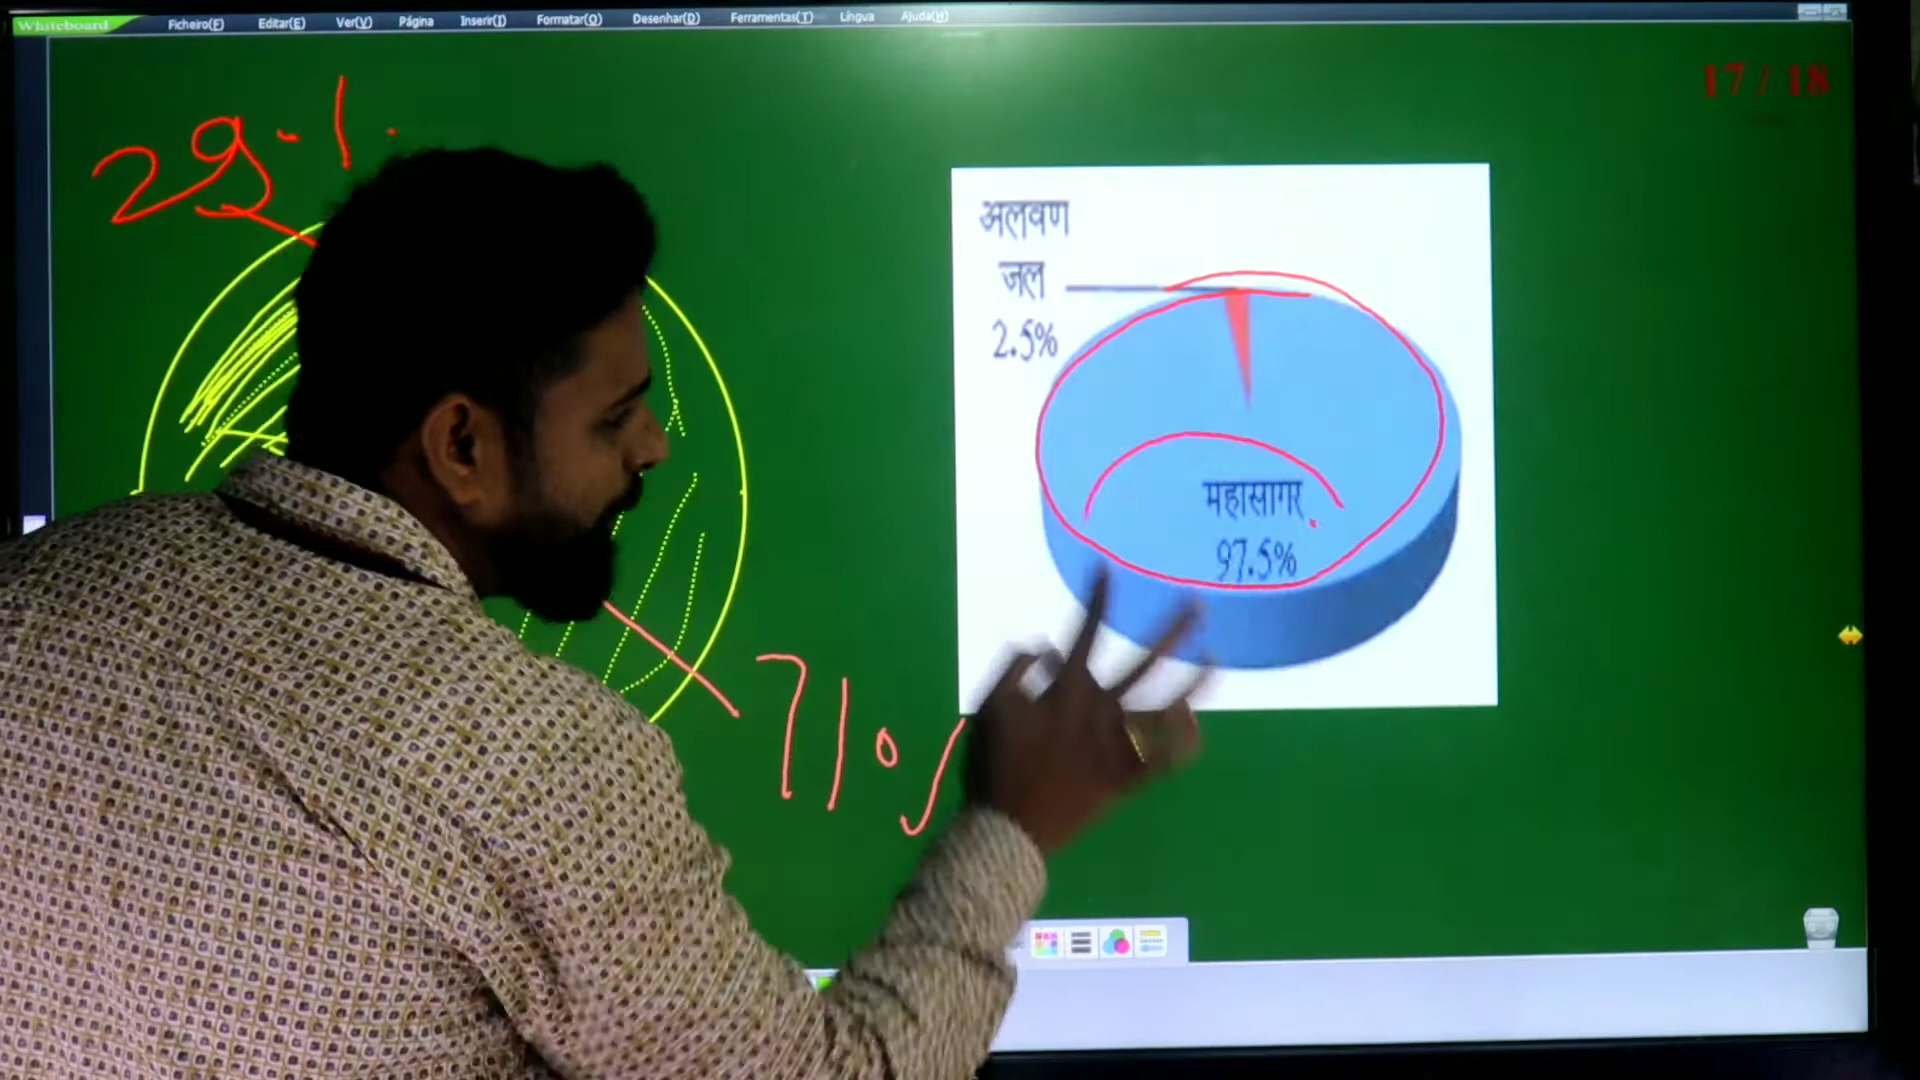 Whiteboard
Ficheiro(F) Editar(E) Ver(V) Página Inserir(I) Formatar(O) Desenhar(D) Ferramentas(T) Língua Ajuda(H)
17 / 18
29.1.
अलवण
जल
2.5%
महासागर
97.5%
71%